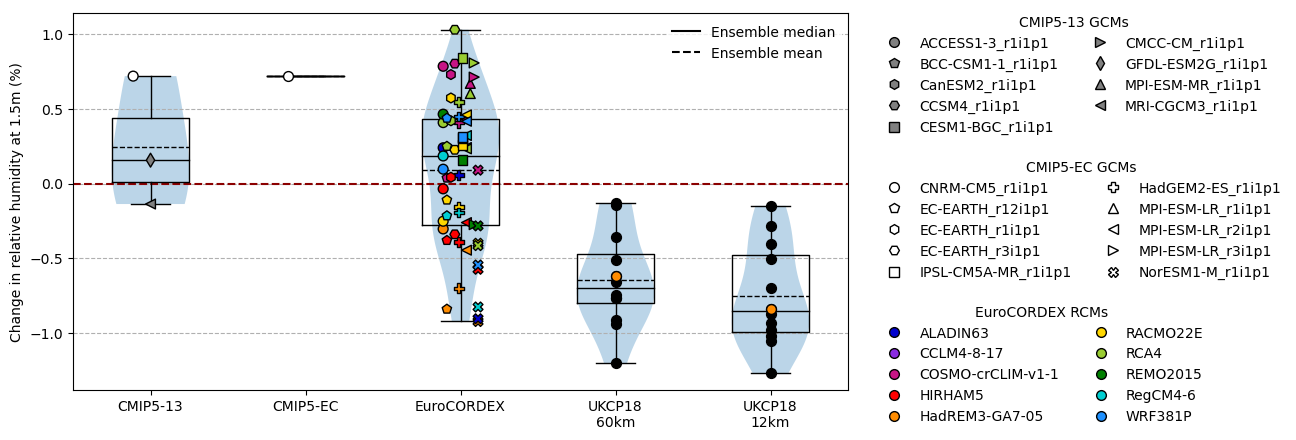 Change in relative humidity at 1.5m (%)
1.0
0.5
0.0
−0.5
−1.0
Ensemble median
Ensemble mean
CMIP5-13
CMIP5-EC
EuroCORDEX
UKCP18
60km
UKCP18
12km
CMIP5-13 GCMs
ACCESS1-3_r1i1p1
BCC-CSM1-1_r1i1p1
CanESM2_r1i1p1
CCSM4_r1i1p1
CESM1-BGC_r1i1p1
CMCC-CM_r1i1p1
GFDL-ESM2G_r1i1p1
MPI-ESM-MR_r1i1p1
MRI-CGCM3_r1i1p1
CMIP5-EC GCMs
CNRM-CM5_r1i1p1
EC-EARTH_r12i1p1
EC-EARTH_r1i1p1
EC-EARTH_r3i1p1
IPSL-CM5A-MR_r1i1p1
HadGEM2-ES_r1i1p1
MPI-ESM-LR_r1i1p1
MPI-ESM-LR_r2i1p1
MPI-ESM-LR_r3i1p1
NorESM1-M_r1i1p1
EuroCORDEX RCMs
ALADIN63
CCLM4-8-17
COSMO-crCLIM-v1-1
HIRHAM5
HadREM3-GA7-05
RACMO22E
RCA4
REMO2015
RegCM4-6
WRF381P